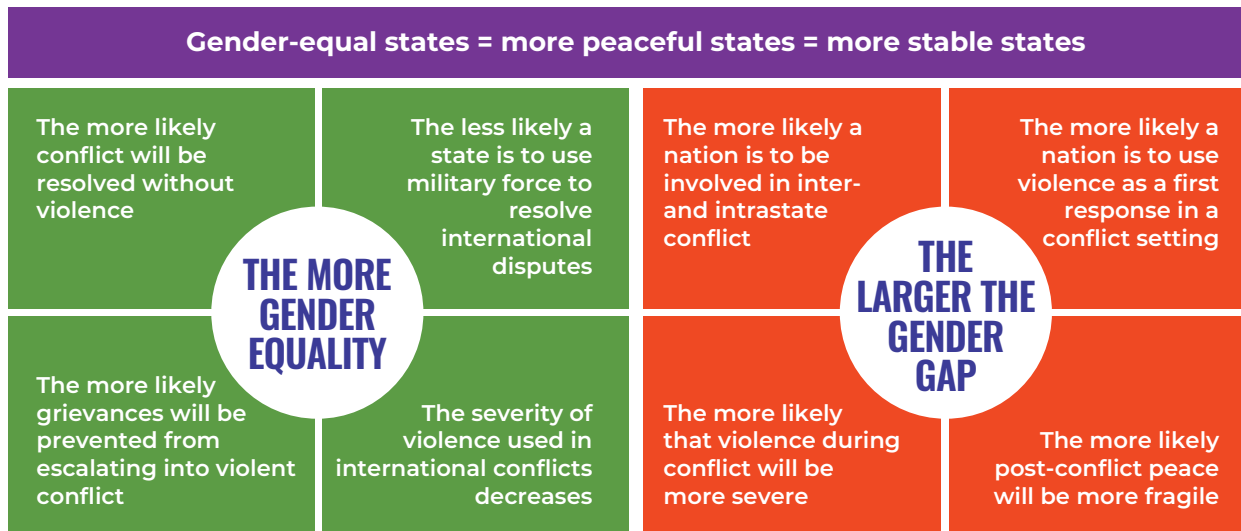 Gender-equal states = more peaceful states = more stable states
The more likely
conflict will be
resolved without
violence
The less likely a
state is to use
military force to
resolve
international
disputes
THE MORE
GENDER
EQUALITY
The more likely
grievances will be
prevented from
escalating into violent
conflict
The severity of
violence used in
international conflicts
decreases
The more likely a
nation is to be
involved in inter-
and intrastate
conflict
The more likely a
nation is to use
violence as a first
response in a
conflict setting
THE
LARGER THE
GENDER
GAP
The more likely
that violence during
conflict will be
more severe
The more likely
post-conflict peace
will be more fragile